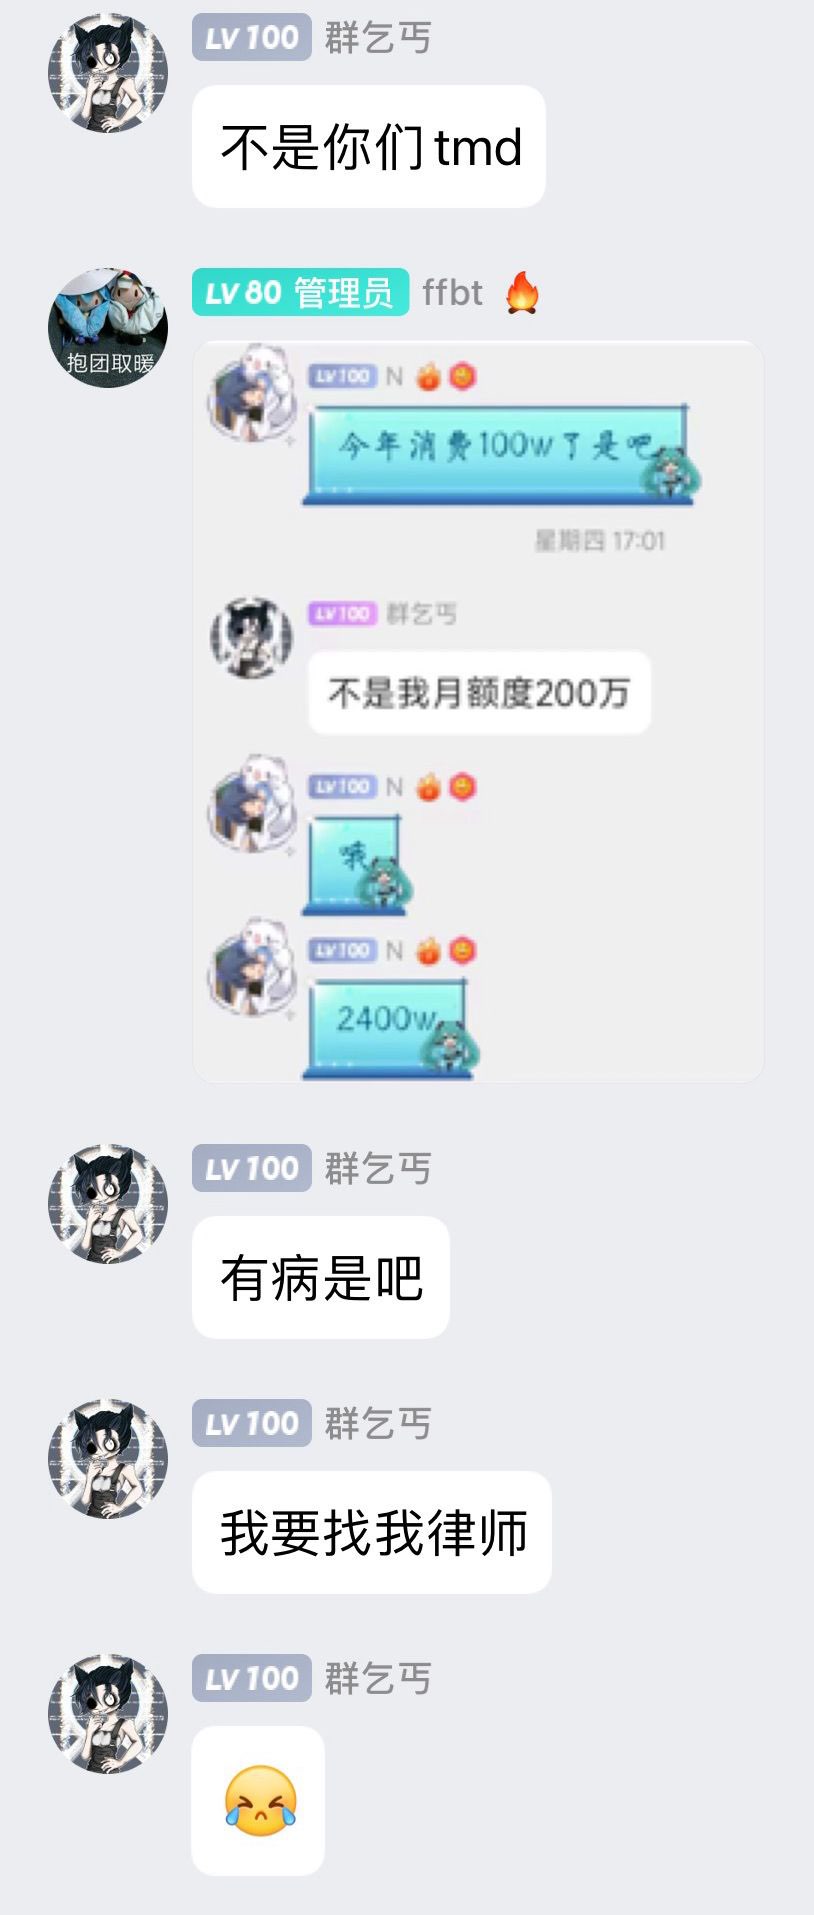 LV 100 群乞丐
不是你们tmd
LV 80 管理员 ffbt
抱团取暖
LV100 N
今年消费100w了是吧
星期四 17:01
LV100 群乞丐
不是我月额度200万
LV100 N
哦
LV100 N
2400w
LV 100 群乞丐
有病是吧
LV 100 群乞丐
我要找我律师
LV 100 群乞丐